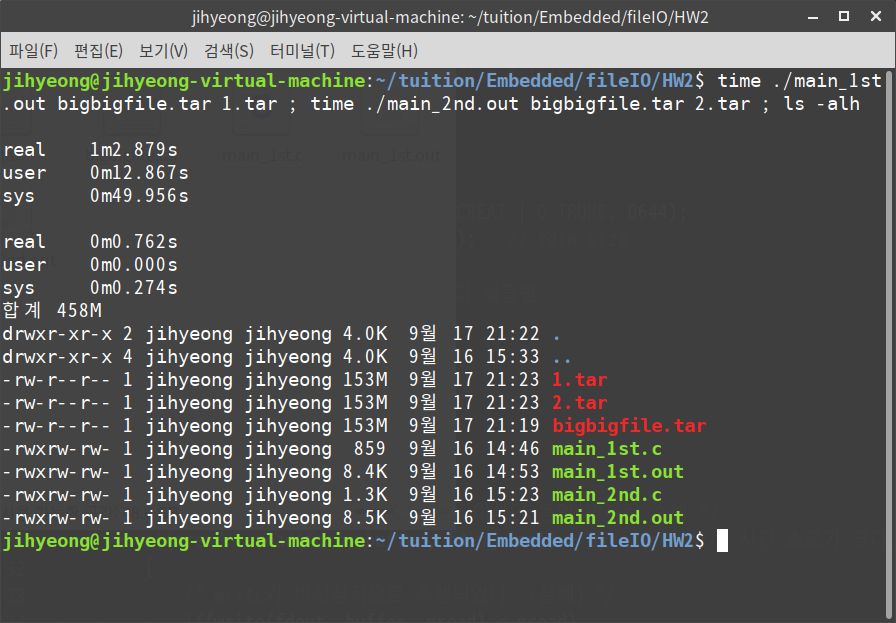 jihyeong@jihyeong-virtual-machine: ~/tuition/Embedded/fileIO/HW2
파일(F) 편집(E) 보기(V) 검색(S) 터미널(T) 도움말(H)
jihyeong@jihyeong-virtual-machine:~/tuition/Embedded/fileIO/HW2$ time ./main_1st
.out bigbigfile.tar 1.tar ; time ./main_2nd.out bigbigfile.tar 2.tar ; ls -alh
real 1m2.879s
user 0m12.867s
sys 0m49.956s
real 0m0.762s
user 0m0.000s
sys 0m0.274s
합계 458M
drwxr-xr-x 2 jihyeong jihyeong 4.0K 9월 17 21:22 .
drwxr-xr-x 4 jihyeong jihyeong 4.0K 9월 16 15:33 ..
-rw-r--r-- 1 jihyeong jihyeong 153M 9월 17 21:23 1.tar
-rw-r--r-- 1 jihyeong jihyeong 153M 9월 17 21:23 2.tar
-rw-r--r-- 1 jihyeong jihyeong 153M 9월 17 21:19 bigbigfile.tar
-rwxrw-rw- 1 jihyeong jihyeong 859 9월 16 14:46 main_1st.c
-rwxrw-rw- 1 jihyeong jihyeong 8.4K 9월 16 14:53 main_1st.out
-rwxrw-rw- 1 jihyeong jihyeong 1.3K 9월 16 15:23 main_2nd.c
-rwxrw-rw- 1 jihyeong jihyeong 8.5K 9월 16 15:21 main_2nd.out
jihyeong@jihyeong-virtual-machine:~/tuition/Embedded/fileIO/HW2$